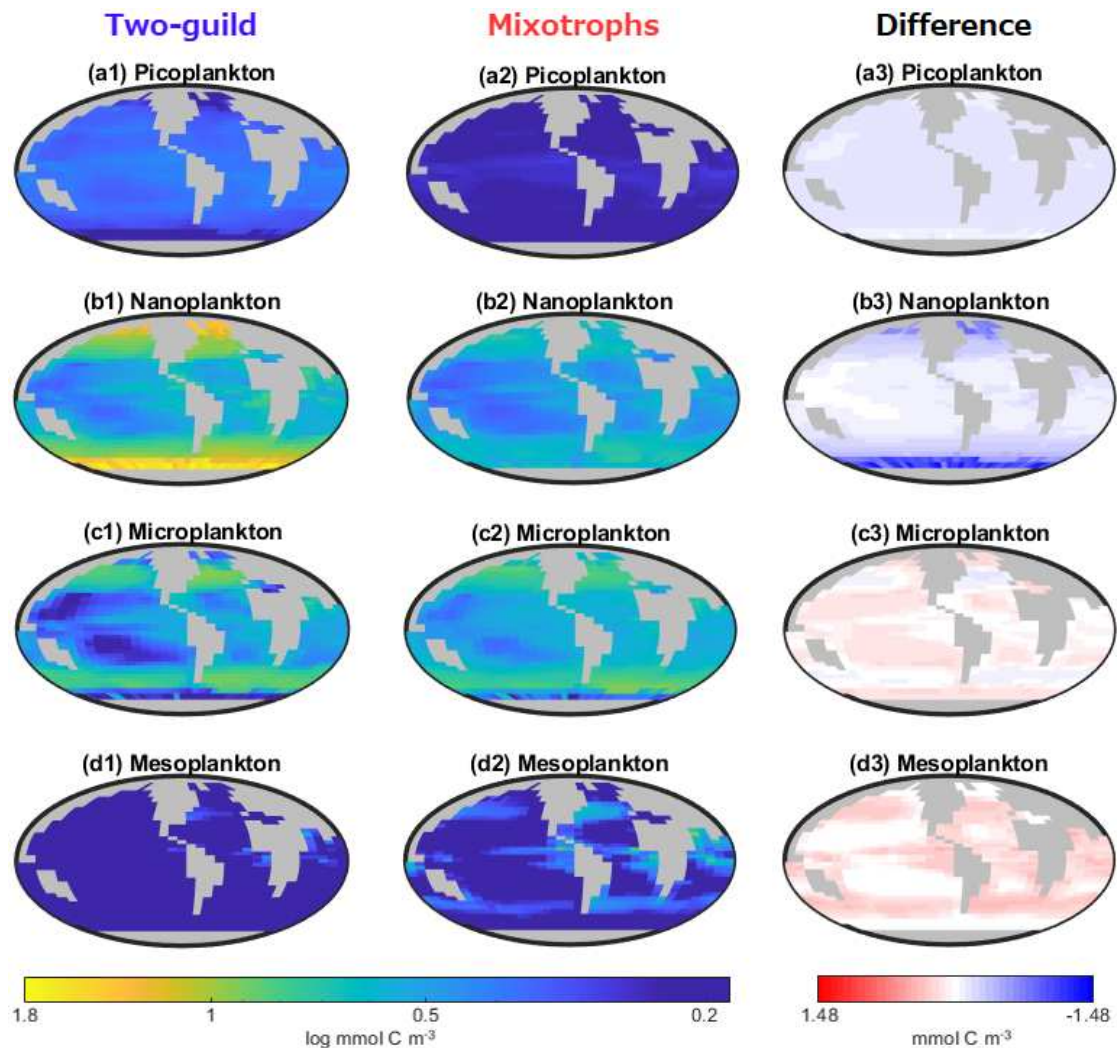 Two-guild Mixotrophs Difference
(a1) Picoplankton (a2) Picoplankton (a3) Picoplankton
(b1) Nanoplankton (b2) Nanoplankton (b3) Nanoplankton
(c1) Microplankton (c2) Microplankton (c3) Microplankton
(d1) Mesoplankton (d2) Mesoplankton (d3) Mesoplankton
1.8 1 0.5 0.2 1.48 -1.48
log mmol C m⁻³ mmol C m⁻³